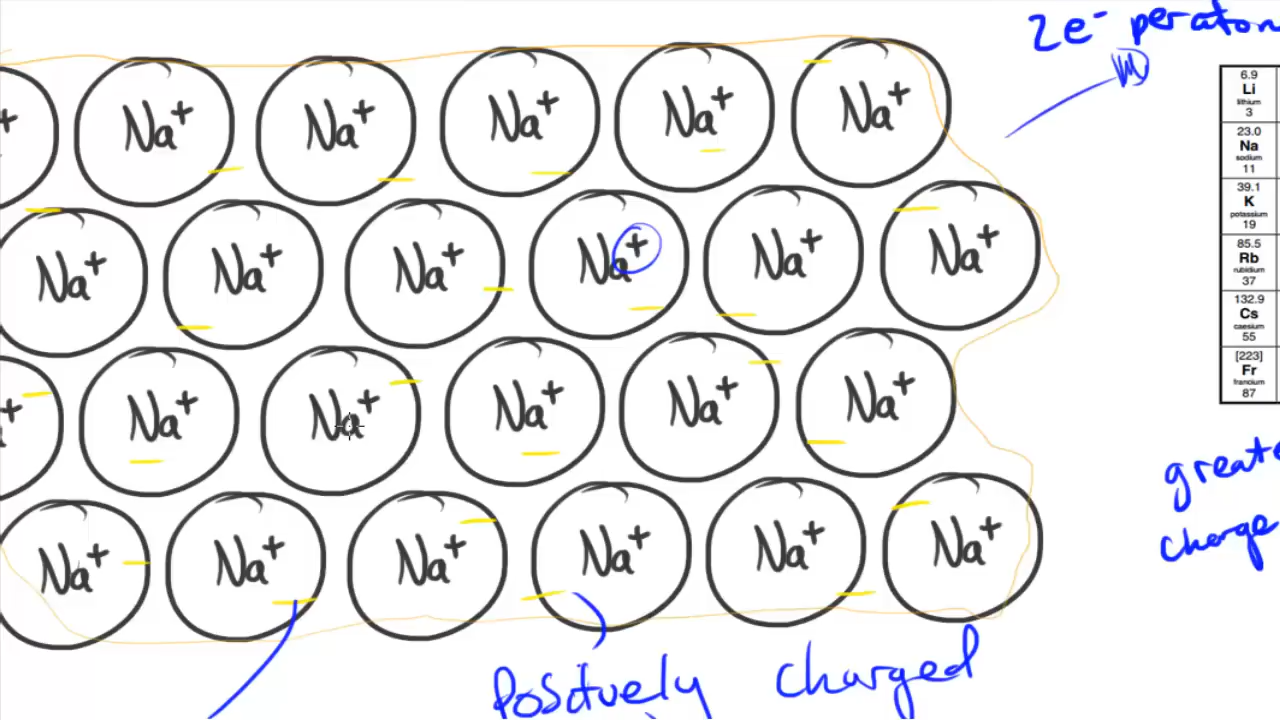 2e⁻ per atom
Na⁺ Na⁺ Na⁺ Na⁺ Na⁺
Na⁺ Na⁺ Na⁺ Na⁺ Na⁺ Na⁺
Na⁺ Na⁺ Na⁺ Na⁺ Na⁺
Na⁺ Na⁺ Na⁺ Na⁺ Na⁺ Na⁺
6.9
Li
lithium
3
23.0
Na
sodium
11
39.1
K
potassium
19
85.5
Rb
rubidium
37
132.9
Cs
caesium
55
[223]
Fr
francium
87
greate
charge
Positively charged